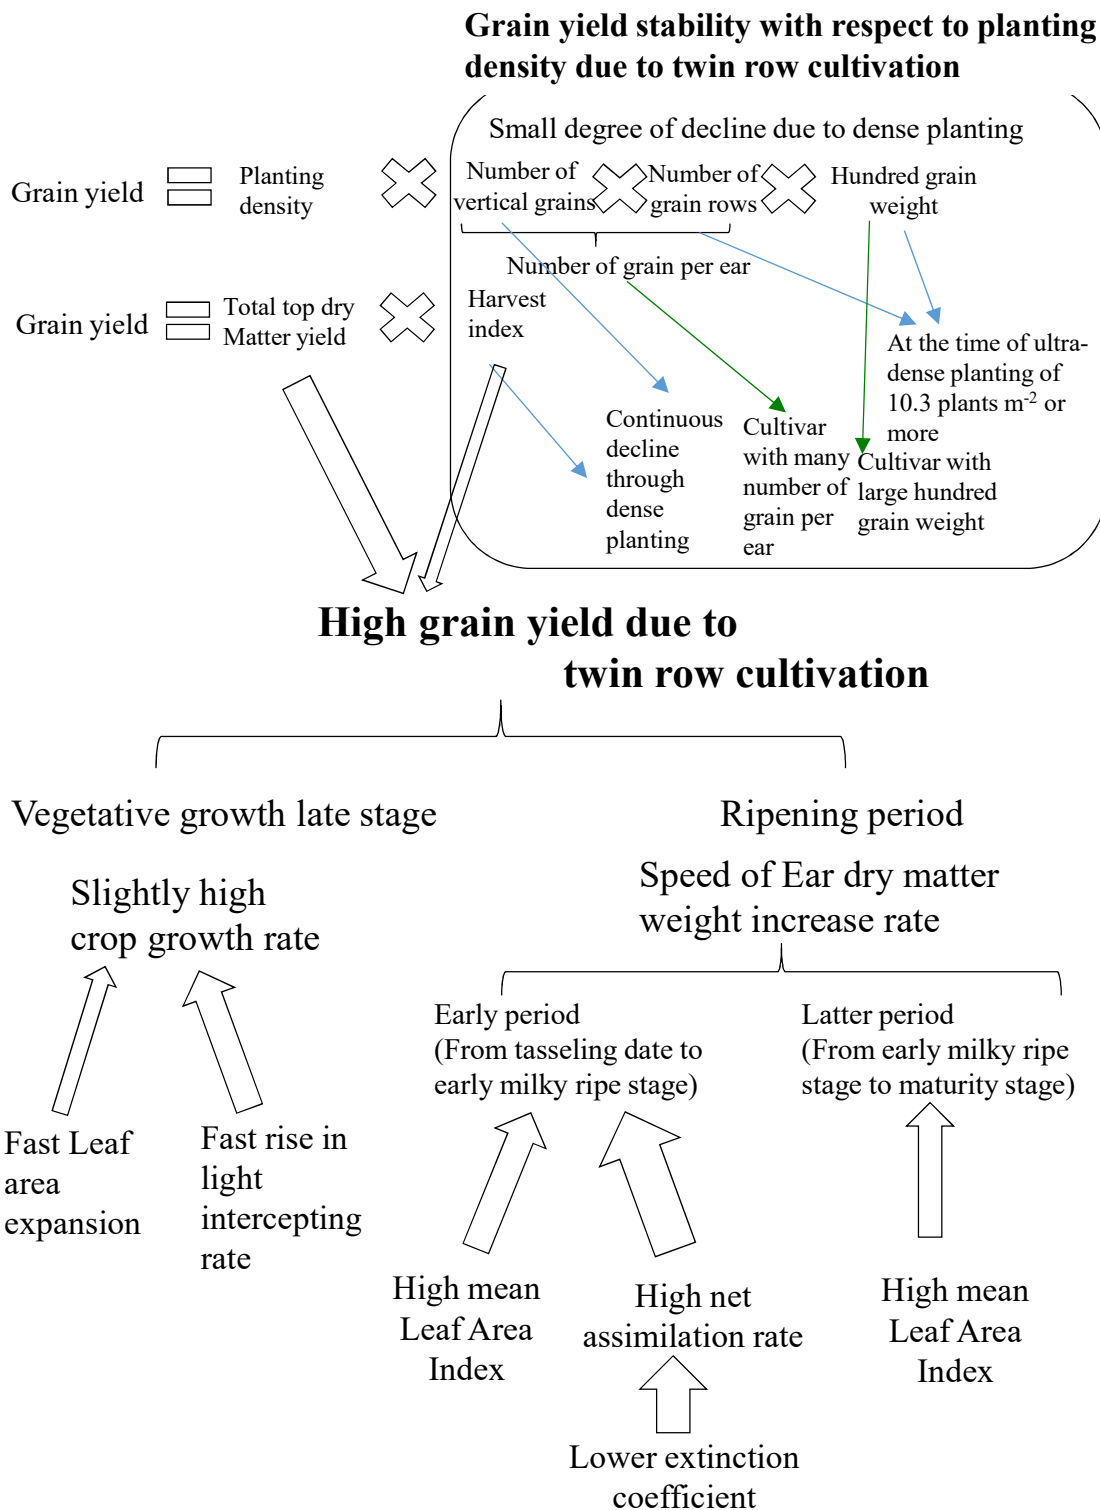 Grain yield stability with respect to planting
density due to twin row cultivation
Small degree of decline due to dense planting
Grain yield
Planting
density
Number of
vertical grains
Number of
grain rows
Hundred grain
weight
Number of grain per ear
Grain yield
Total top dry
Matter yield
Harvest
index
At the time of ultra-
dense planting of
10.3 plants m-2 or
more
Continuous
decline
through
dense
planting
Cultivar
with many
number of
grain per
ear
Cultivar with
large hundred
grain weight
High grain yield due to
twin row cultivation
Vegetative growth late stage
Ripening period
Slightly high
crop growth rate
Speed of Ear dry matter
weight increase rate
Early period
(From tasseling date to
early milky ripe stage)
Latter period
(From early milky ripe
stage to maturity stage)
Fast Leaf
area
expansion
Fast rise in
light
intercepting
rate
High mean
Leaf Area
Index
High net
assimilation rate
High mean
Leaf Area
Index
Lower extinction
coefficient